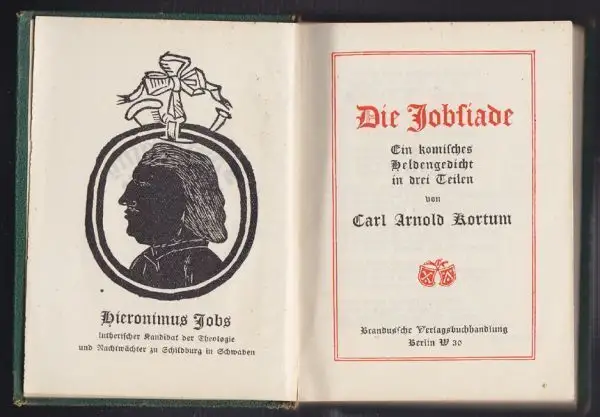 Hieronimus Jobs
lutherischer Kandidat der Theologie
und Nachtwächter zu Schildburg in Schwaben
Die Jobsiade
Ein komisches
Heldengedicht
in drei Teilen
von
Carl Arnold Kortum
Brandussche Verlagsbuchhandlung
Berlin W 30